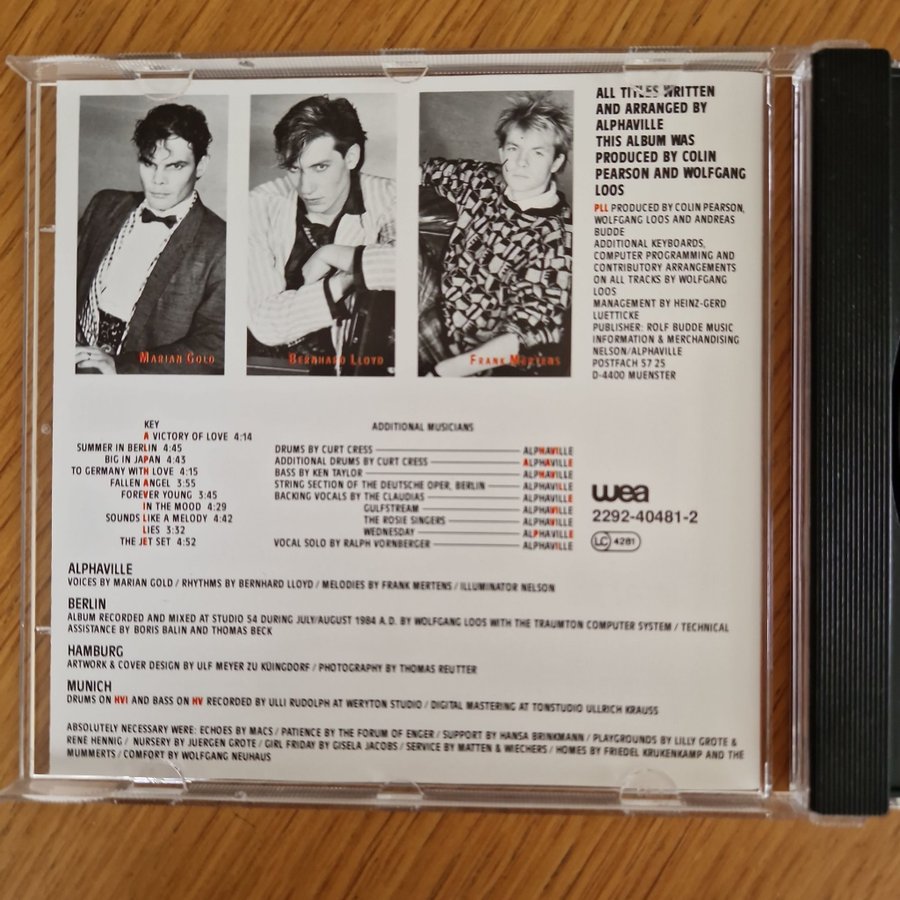 MARIAN GOLD
BERNHARD LLOYD
FRANK MERTENS
ALL TITLES WRITTEN
AND ARRANGED BY
ALPHAVILLE
THIS ALBUM WAS
PRODUCED BY COLIN
PEARSON AND WOLFGANG
LOOS
PLL PRODUCED BY COLIN PEARSON,
WOLFGANG LOOS AND ANDREAS
BUDDE
ADDITIONAL KEYBOARDS,
COMPUTER PROGRAMMING AND
CONTRIBUTORY ARRANGEMENTS
ON ALL TRACKS BY WOLFGANG
LOOS
MANAGEMENT BY HEINZ-GERD
LUETTICKE
PUBLISHER: ROLF BUDDE MUSIC
INFORMATION & MERCHANDISING
NELSON/ALPHAVILLE
POSTFACH 57 25
D-4400 MUENSTER
KEY
A VICTORY OF LOVE 4:14
SUMMER IN BERLIN 4:45
BIG IN JAPAN 4:43
TO GERMANY WITH LOVE 4:15
FALLEN ANGEL 3:55
FOREVER YOUNG 3:45
IN THE MOOD 4:29
SOUNDS LIKE A MELODY 4:42
LIES 3:32
THE JET SET 4:52
ADDITIONAL MUSICIANS
DRUMS BY CURT CRESS ALPHAVILLE
ADDITIONAL DRUMS BY CURT CRESS ALPHAVILLE
BASS BY KEN TAYLOR ALPHAVILLE
STRING SECTION OF THE DEUTSCHE OPER, BERLIN ALPHAVILLE
BACKING VOCALS BY THE CLAUDIAS ALPHAVILLE
GULFSTREAM ALPHAVILLE
THE ROSIE SINGERS ALPHAVILLE
WEDNESDAY ALPHAVILLE
VOCAL SOLO BY RALPH VORNBERGER ALPHAVILLE
wea
2292-40481-2
LC 4281
ALPHAVILLE
VOICES BY MARIAN GOLD / RHYTHMS BY BERNHARD LLOYD / MELODIES BY FRANK MERTENS / ILLUMINATOR NELSON
BERLIN
ALBUM RECORDED AND MIXED AT STUDIO 54 DURING JULY/AUGUST 1984 A.D. BY WOLFGANG LOOS WITH THE TRAUMTON COMPUTER SYSTEM / TECHNICAL
ASSISTANCE BY BORIS BALIN AND THOMAS BECK
HAMBURG
ARTWORK & COVER DESIGN BY ULF MEYER ZU KÜINGDORF / PHOTOGRAPHY BY THOMAS REUTTER
MUNICH
DRUMS ON HVI AND BASS ON HV RECORDED BY ULLI RUDOLPH AT WERYTON STUDIO / DIGITAL MASTERING AT TONSTUDIO ULLRICH KRAUSS
ABSOLUTELY NECESSARY WERE: ECHOES BY MACS / PATIENCE BY THE FORUM OF ENGER / SUPPORT BY HANSA BRINKMANN / PLAYGROUNDS BY LILLY GROTE &
RENÉ HENNIG / NURSERY BY JUERGEN GROTE / GIRL FRIDAY BY GISELA JACOBS / SERVICE BY MATTEN & WIECHERS / HOMES BY FRIEDEL KRUKENKAMP AND THE
MUMMERTS / COMFORT BY WOLFGANG NEUHAUS